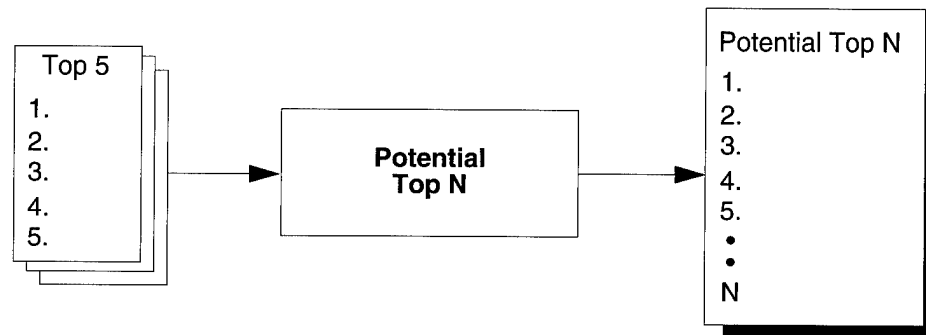 Top 5
1.
2.
3.
4.
5.
Potential
Top N
Potential Top N
1.
2.
3.
4.
5.
•
•
N